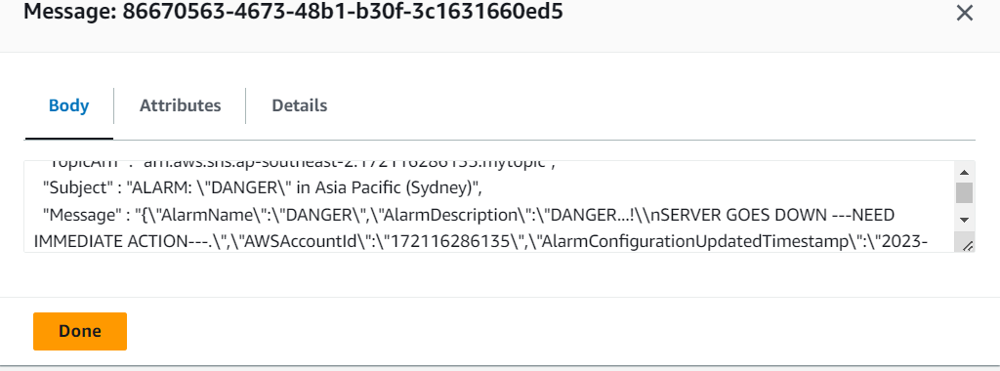 Message: 86670563-4673-48b1-b30f-3c1631660ed5
Body
Attributes
Details
"TopicArn" : "arn:aws:sns:ap-southeast-2:172116286135:mytopic",
"Subject" : "ALARM: \"DANGER\" in Asia Pacific (Sydney)",
"Message" : "{\"AlarmName\":\"DANGER\",\"AlarmDescription\":\"DANGER...!\\nSERVER GOES DOWN ---NEED
IMMEDIATE ACTION---.\",\"AWSAccountId\":\"172116286135\",\"AlarmConfigurationUpdatedTimestamp\":\"2023-
Done